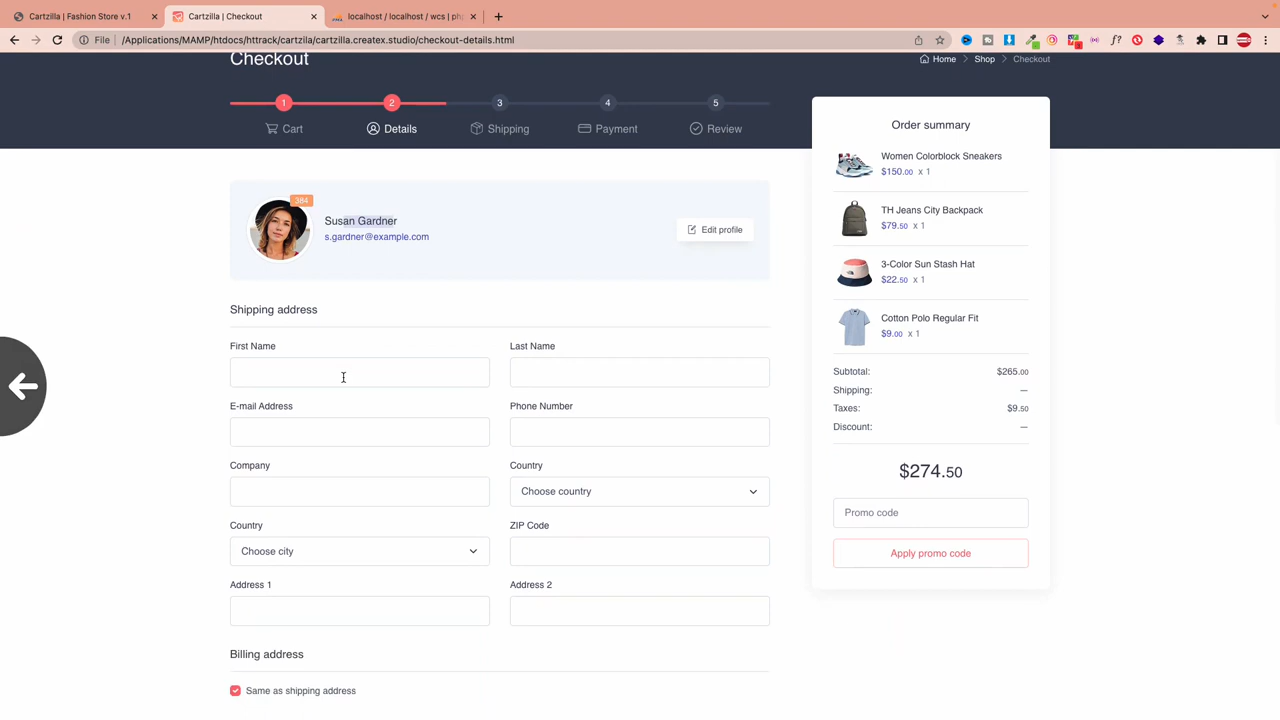 Cartzilla | Fashion Store v.1
Cartzilla | Checkout
localhost / localhost / wcs | ph
File
/Applications/MAMP/htdocs/httrack/cartzila/cartzilla.createx.studio/checkout-details.html
Checkout
Home
Shop
Checkout
1
2
3
4
5
Cart
Details
Shipping
Payment
Review
384
Susan Gardner
s.gardner@example.com
Edit profile
Shipping address
First Name
Last Name
E-mail Address
Phone Number
Company
Country
Choose country
Country
Choose city
ZIP Code
Address 1
Address 2
Billing address
Same as shipping address
Order summary
Women Colorblock Sneakers
$150.00 x 1
TH Jeans City Backpack
$79.50 x 1
3-Color Sun Stash Hat
$22.50 x 1
Cotton Polo Regular Fit
$9.00 x 1
Subtotal: $265.00
Shipping: —
Taxes: $9.50
Discount: —
$274.50
Promo code
Apply promo code